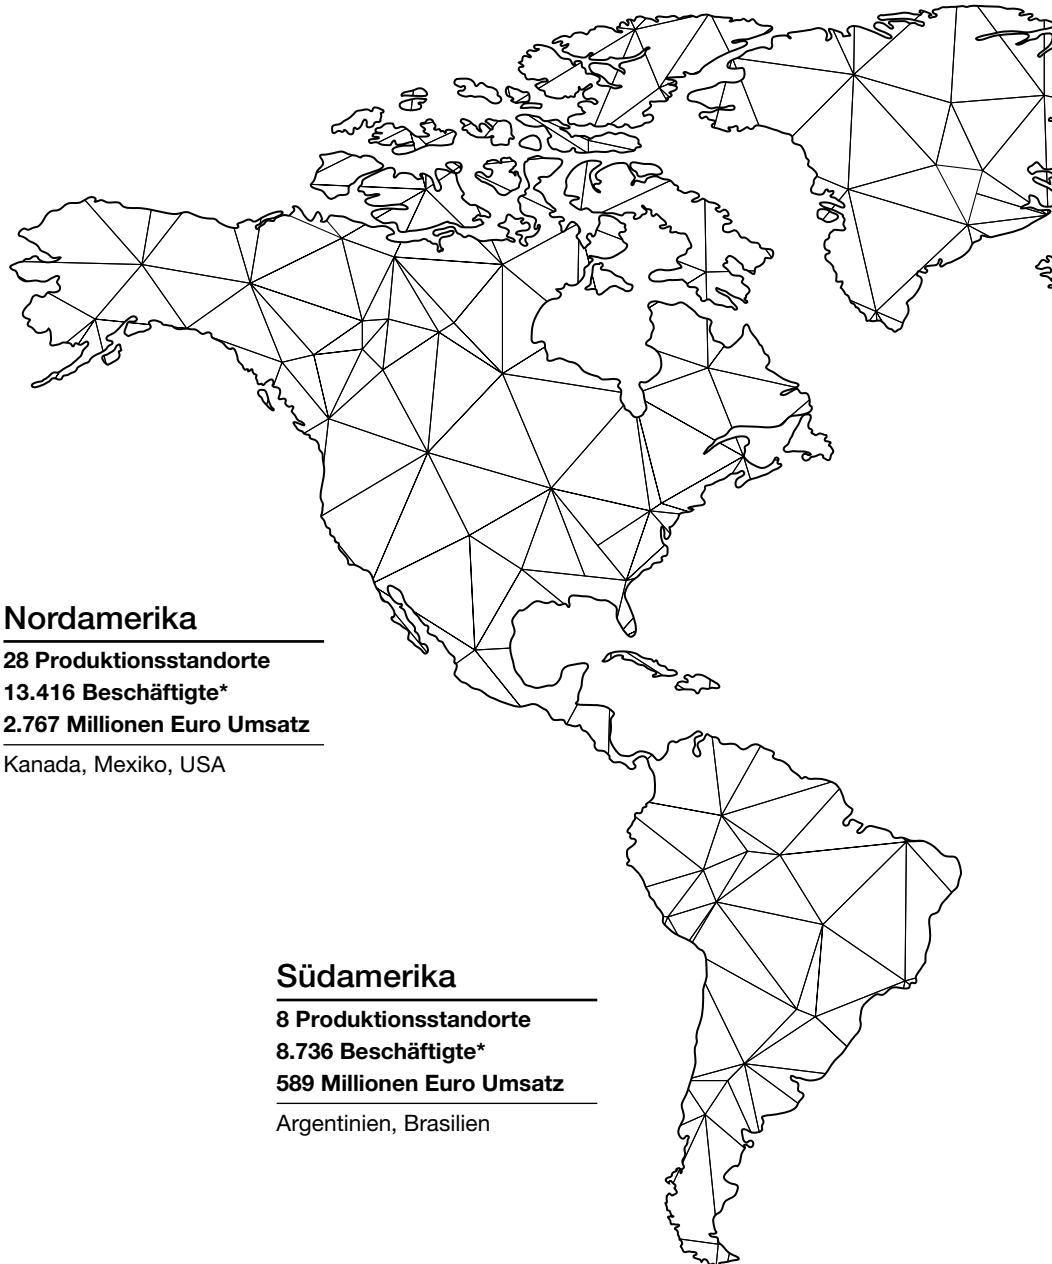 Nordamerika
28 Produktionsstandorte
13.416 Beschäftigte*
2.767 Millionen Euro Umsatz
Kanada, Mexiko, USA
Südamerika
8 Produktionsstandorte
8.736 Beschäftigte*
589 Millionen Euro Umsatz
Argentinien, Brasilien